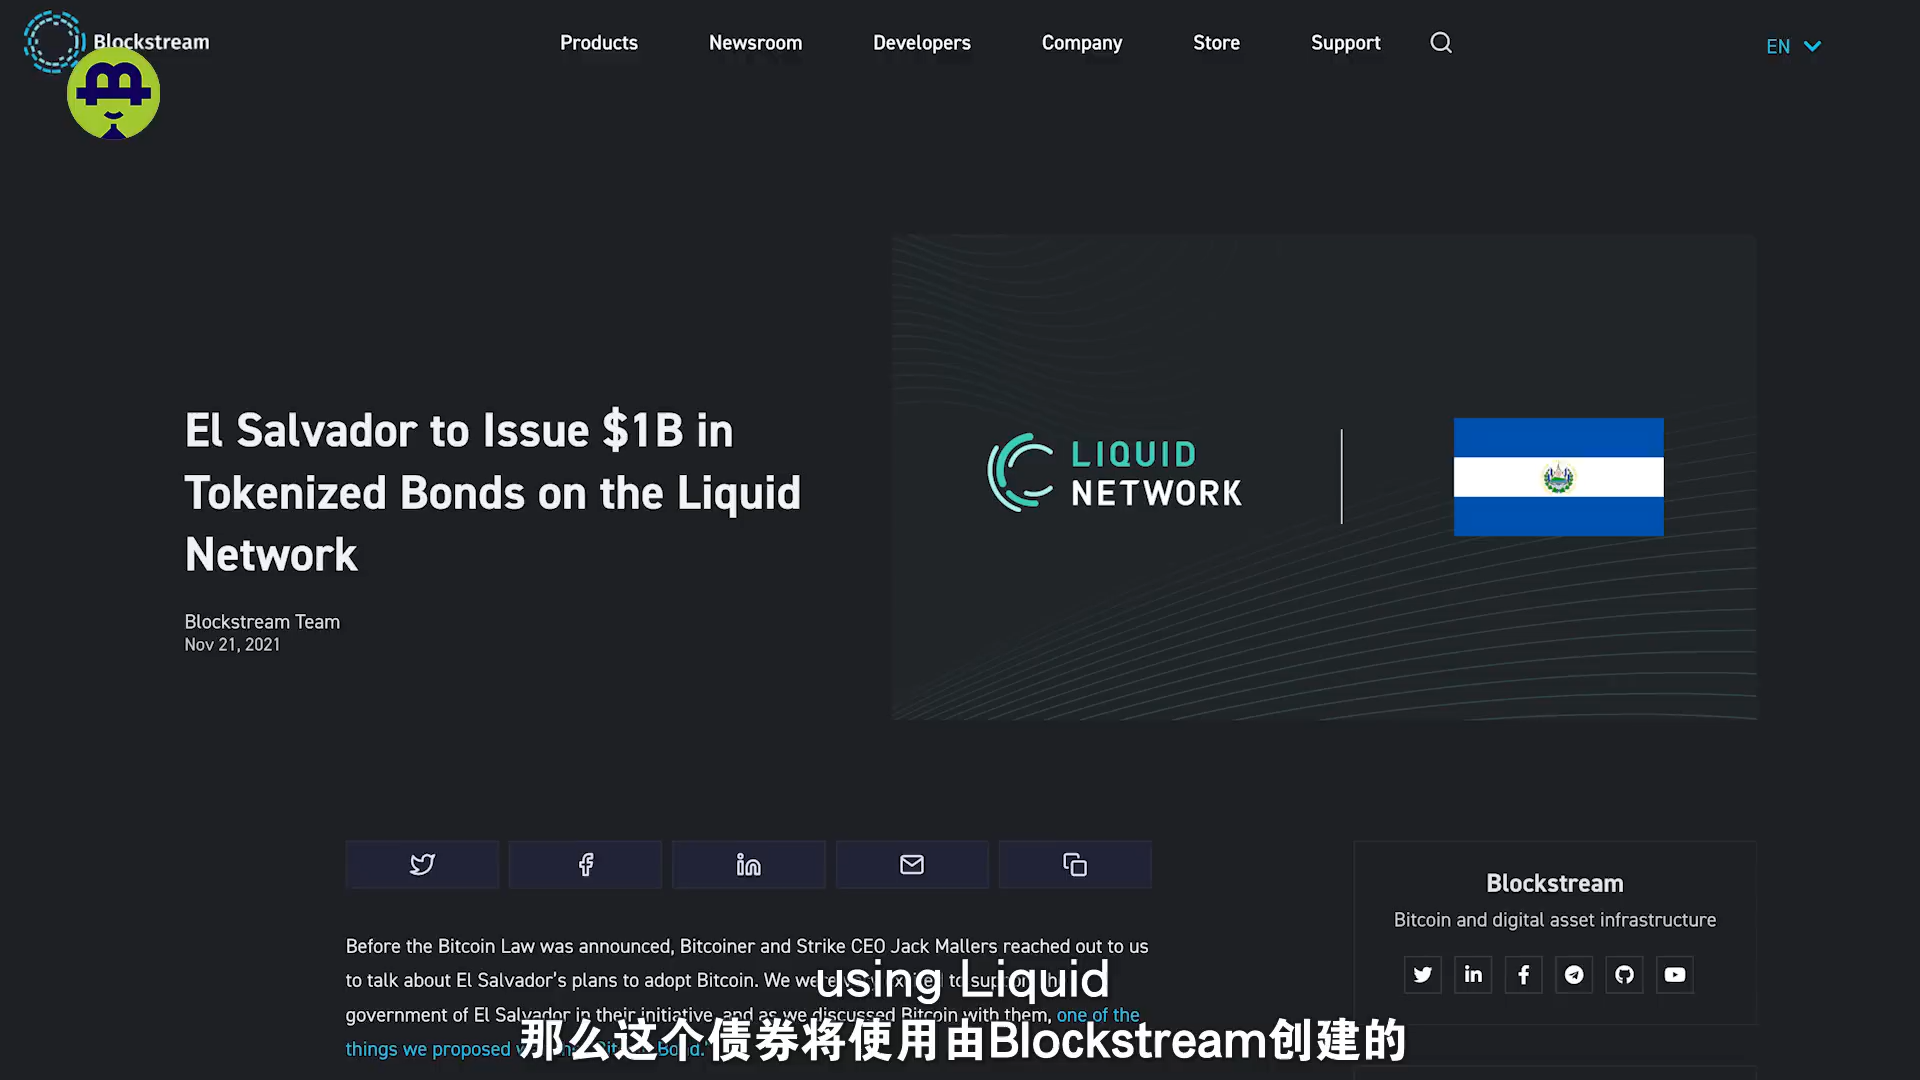 Blockstream
Products
Newsroom
Developers
Company
Store
Support
EN
El Salvador to Issue $1B in
Tokenized Bonds on the Liquid
Network
Blockstream Team
Nov 21, 2021
LIQUID
NETWORK
Before the Bitcoin Law was announced, Bitcoiner and Strike CEO Jack Mallers reached out to us
to talk about El Salvador's plans to adopt Bitcoin. We were
government of El Salvador in their initiative, and as we discussed Bitcoin with them, one of the
things we proposed
Blockstream
Bitcoin and digital asset infrastructure
using Liquid
那么这个债券将使用由Blockstream创建的